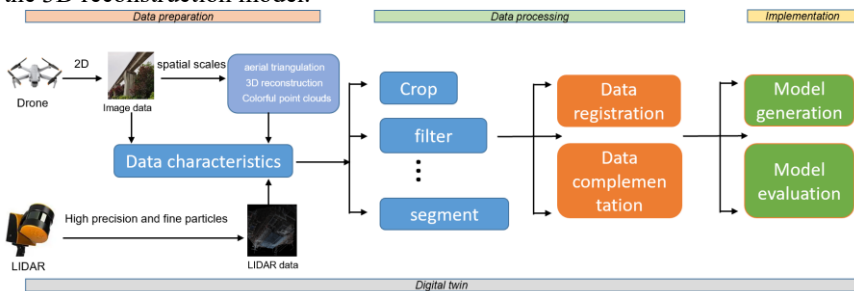 the 3D reconstruction model.
Data preparation
Data processing
Implementation
2D
spatial scales
Drone
Image data
aerial triangulation
3D reconstruction
Colorful point clouds
Data characteristics
High precision and fine particles
LIDAR
LIDAR data
Crop
filter
segment
Data
registration
Data
complemen
tation
Model
generation
Model
evaluation
Digital twin